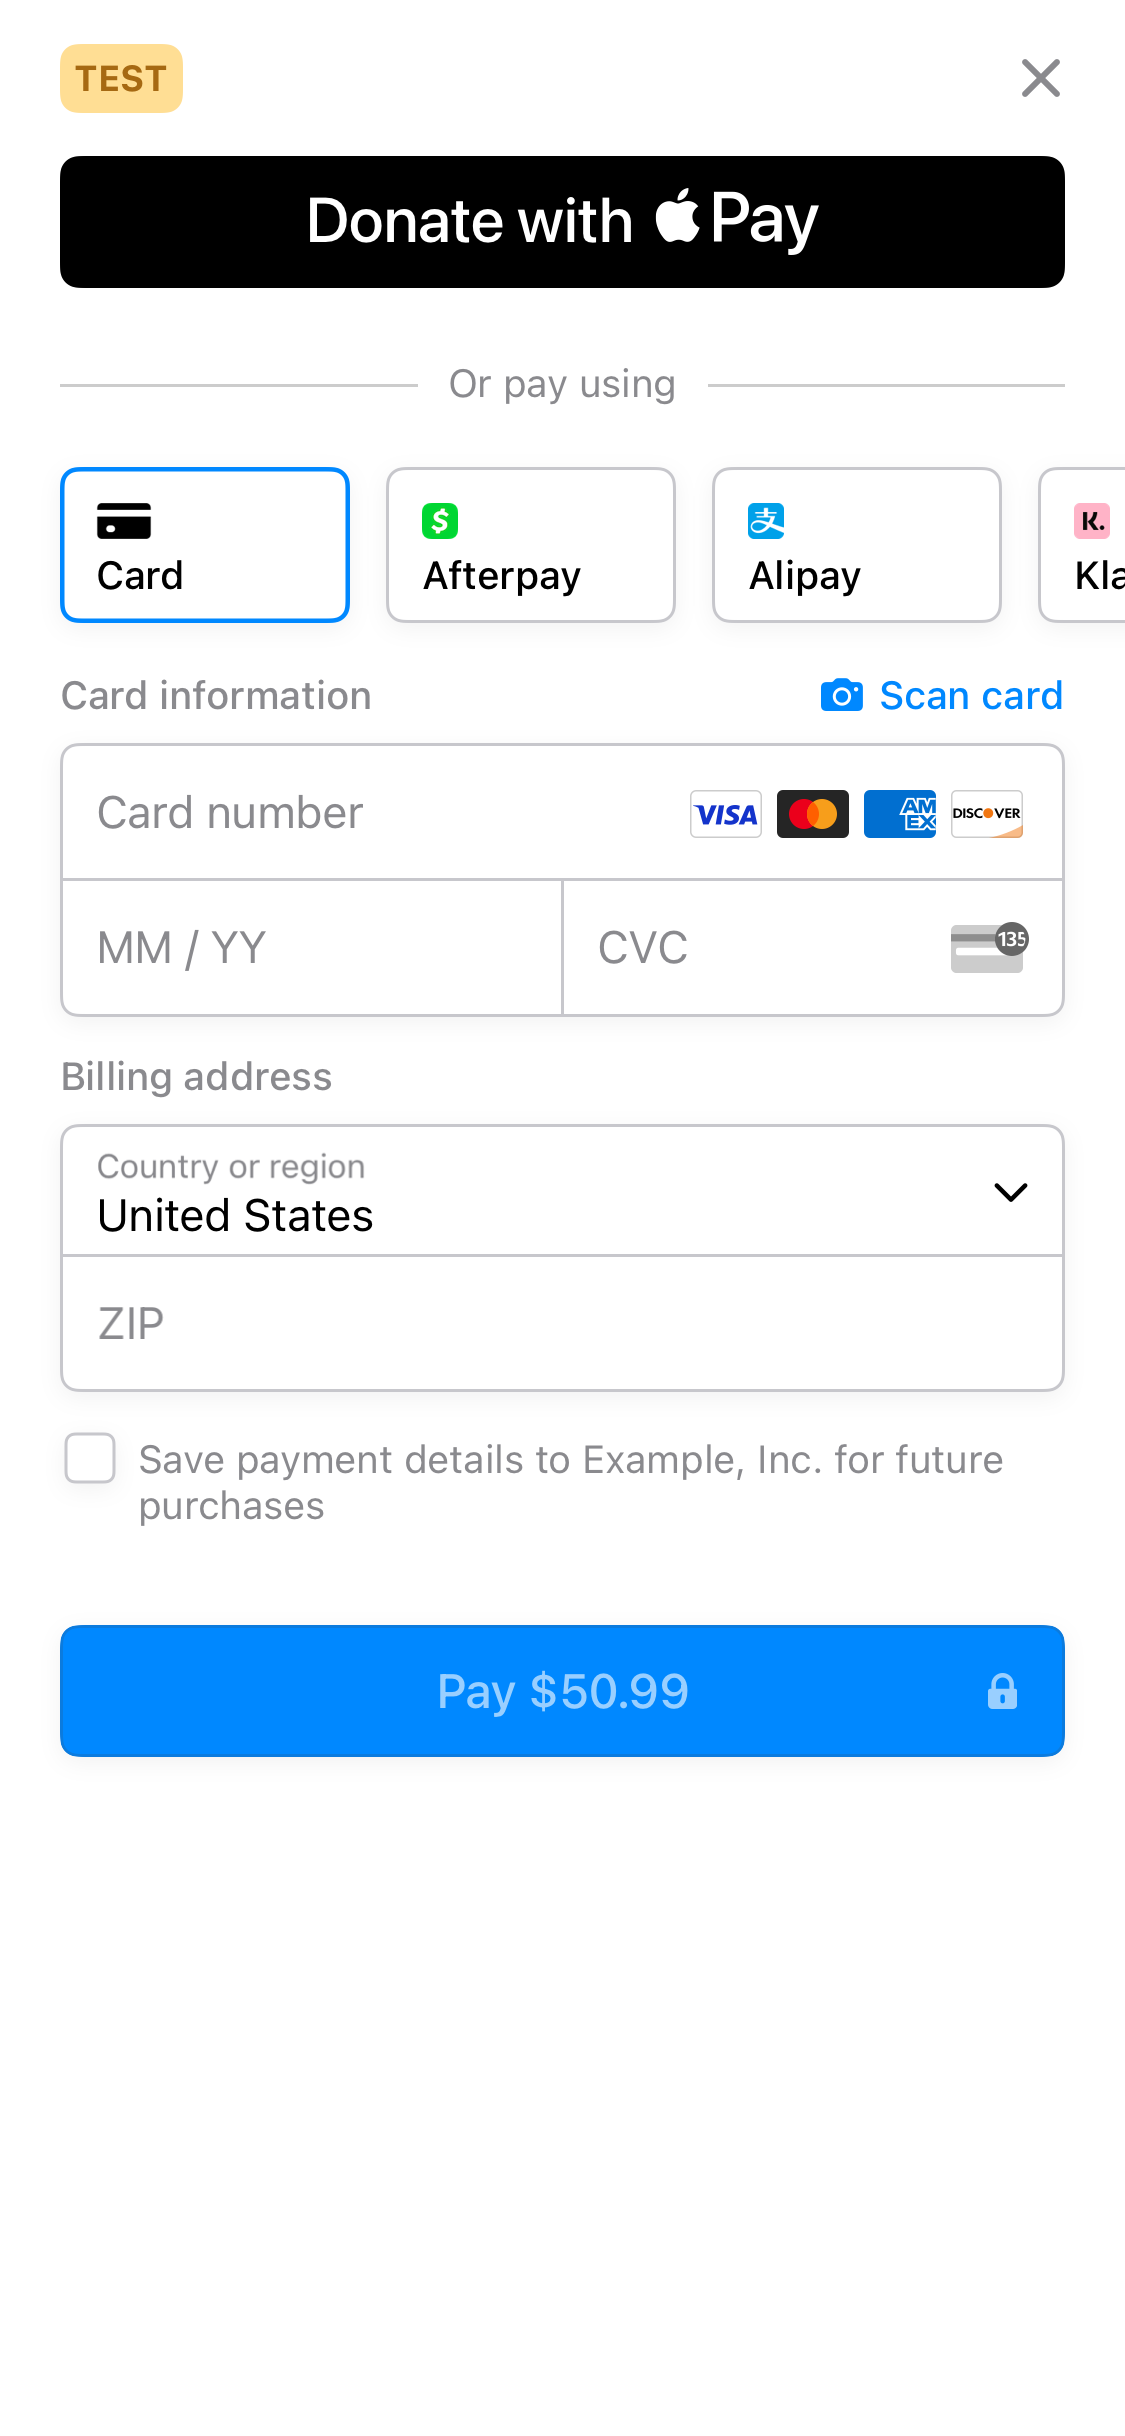 TEST
Donate with Pay
Or pay using
Card
Afterpay
Alipay
K.
Kla
Card information
Scan card
Card number
VISA
AM
EX
DISCOVER
MM / YY
CVC
135
Billing address
Country or region
United States
ZIP
Save payment details to Example, Inc. for future
purchases
Pay $50.99